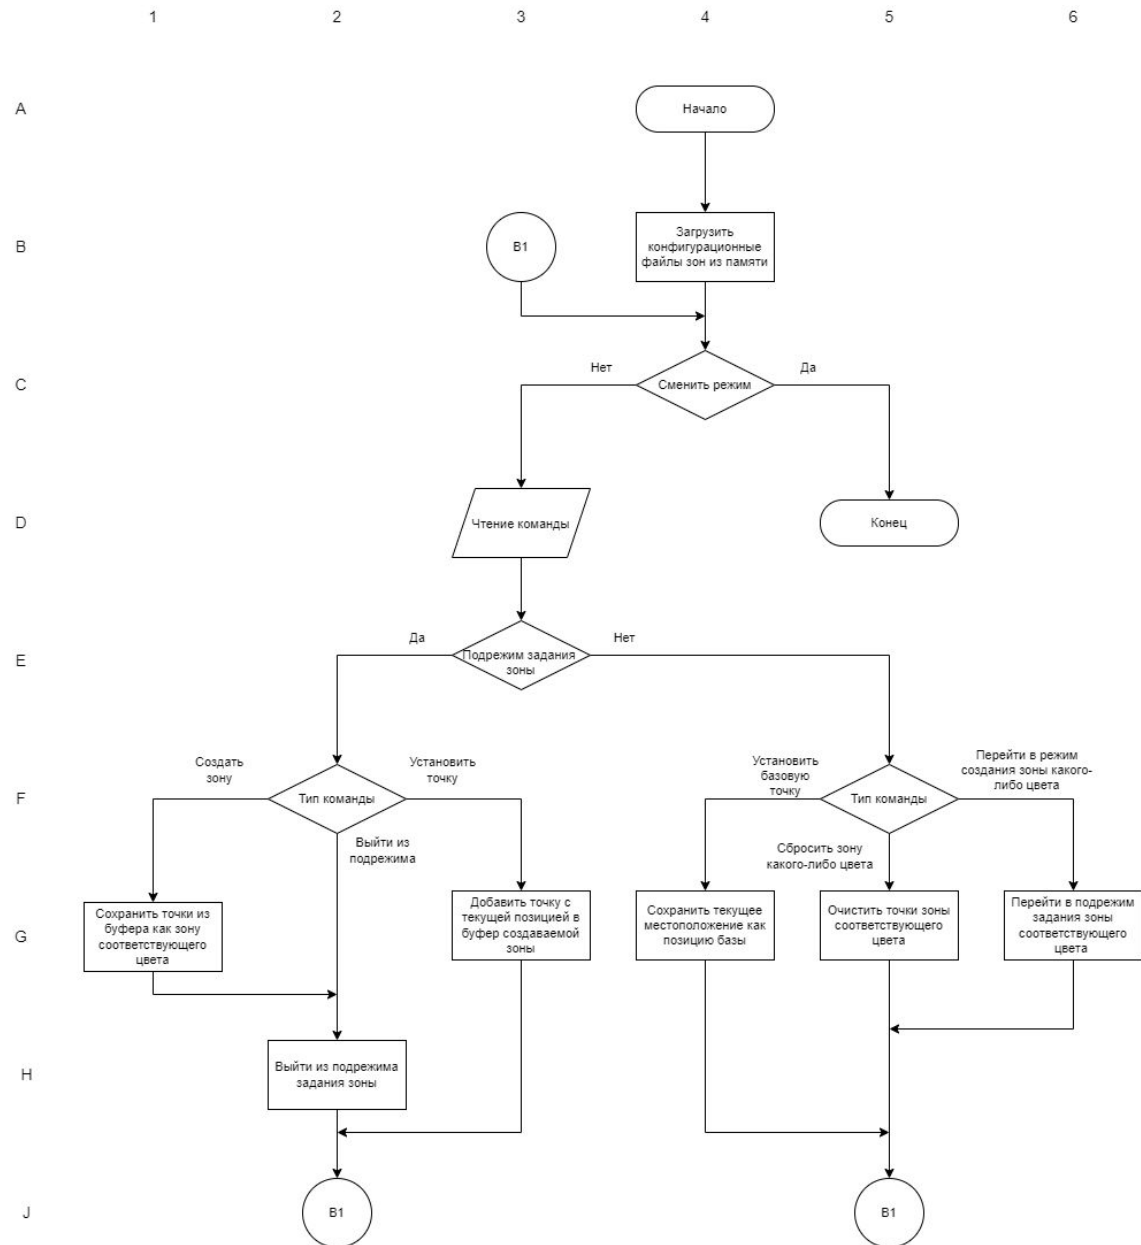 1 2 3 4 5 6
A
Начало
B
B1
Загрузить
конфигурационные
файлы зон из памяти
C
Нет
Сменить режим
Да
D
Чтение команды
Конец
E
Да
Подрежим задания
зоны
Нет
F
Создать
зону
Тип команды
Установить
точку
Выйти из
подрежима
Установить
базовую
точку
Тип команды
Перейти в режим
создания зоны какого-
либо цвета
Сбросить зону
какого-либо цвета
G
Сохранить точки из
буфера как зону
соответствующего
цвета
Добавить точку с
текущей позицией в
буфер создаваемой
зоны
Сохранить текущее
местоположение как
позицию базы
Очистить точки зоны
соответствующего
цвета
Перейти в подрежим
задания зоны
соответствующего
цвета
H
Выйти из подрежима
задания зоны
J
B1
B1